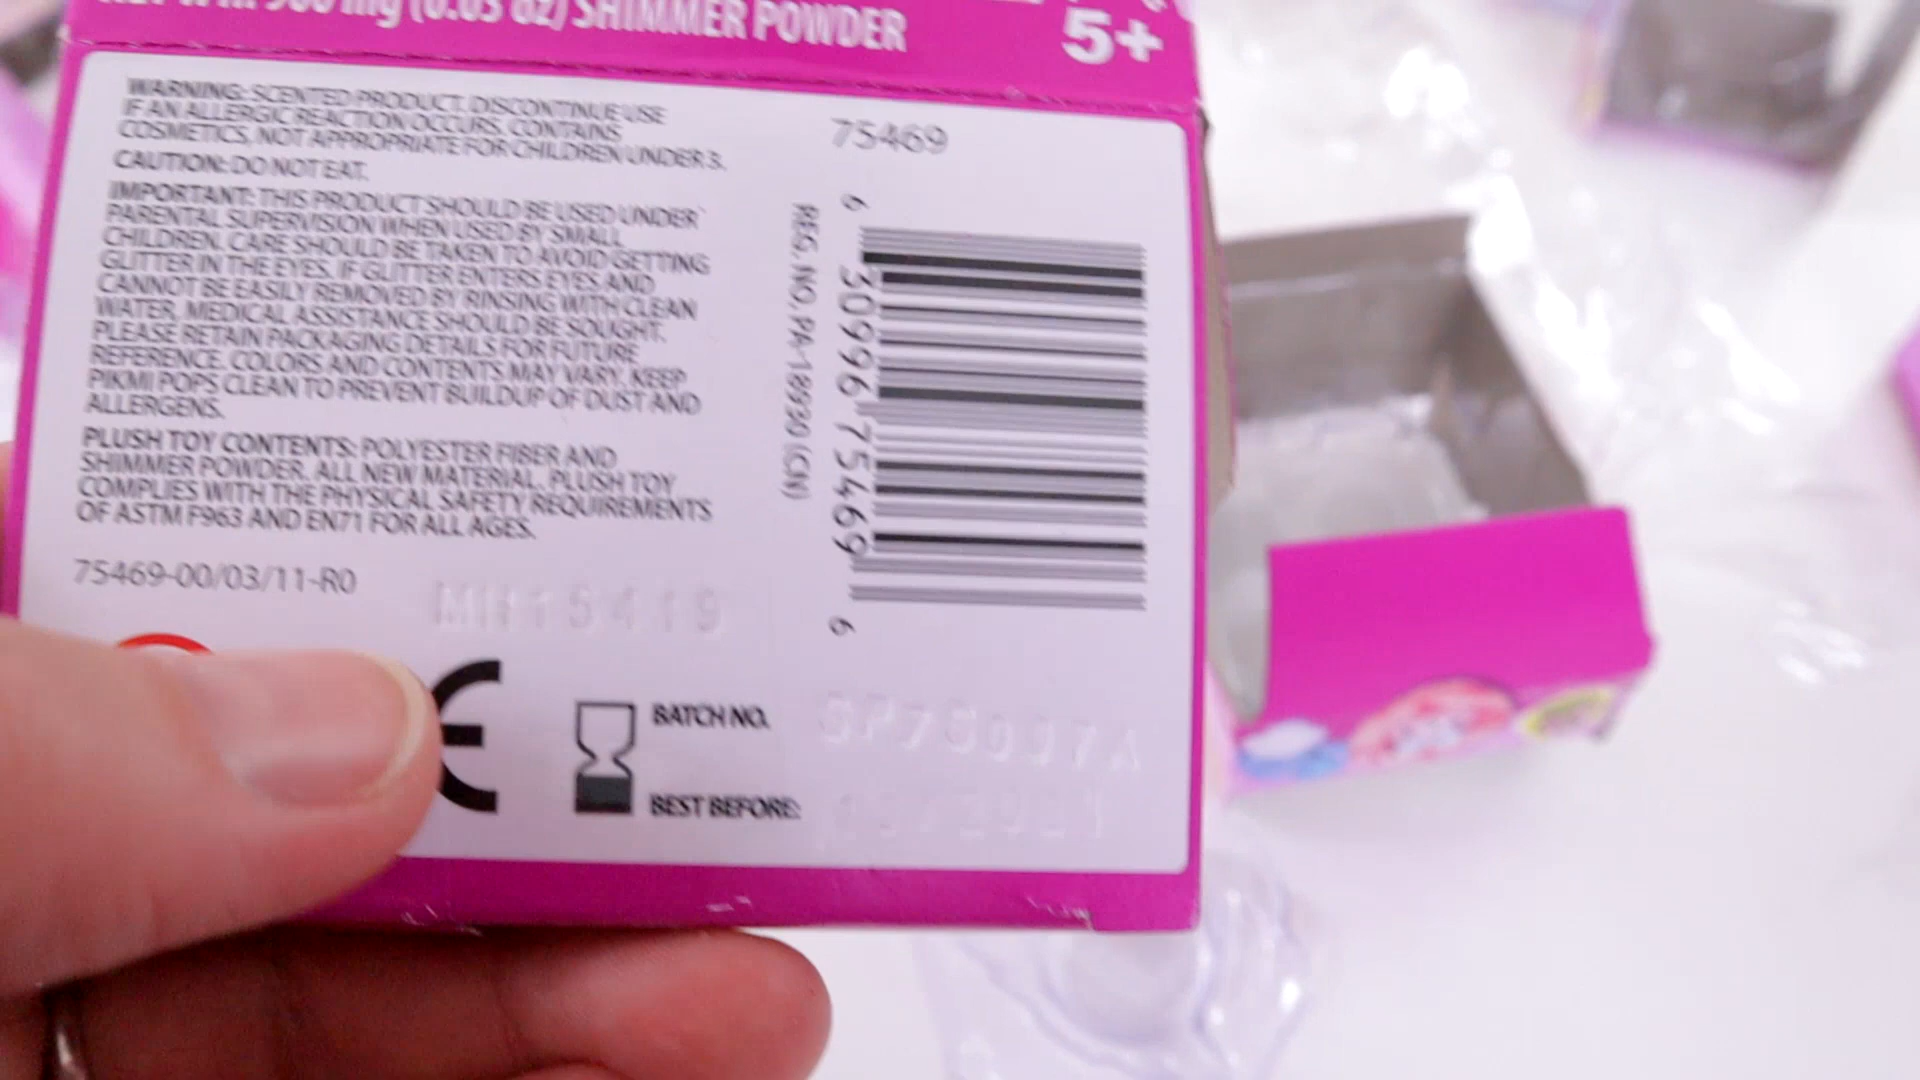 (0.03 oz) SHIMMER POWDER
5+
WARNING: SCENTED PRODUCT. DISCONTINUE USE
IF AN ALLERGIC REACTION OCCURS. CONTAINS
COSMETICS, NOT APPROPRIATE FOR CHILDREN UNDER 3.
CAUTION: DO NOT EAT.
IMPORTANT: THIS PRODUCT SHOULD BE USED UNDER
PARENTAL SUPERVISION WHEN USED BY SMALL
CHILDREN. CARE SHOULD BE TAKEN TO AVOID GETTING
GLITTER IN THE EYES. IF GLITTER ENTERS EYES AND
CANNOT BE EASILY REMOVED BY RINSING WITH CLEAN
WATER, MEDICAL ASSISTANCE SHOULD BE SOUGHT.
PLEASE RETAIN PACKAGING DETAILS FOR FUTURE
REFERENCE. COLORS AND CONTENTS MAY VARY. KEEP
PIKMI POPS CLEAN TO PREVENT BUILDUP OF DUST AND
ALLERGENS.
PLUSH TOY CONTENTS: POLYESTER FIBER AND
SHIMMER POWDER. ALL NEW MATERIAL. PLUSH TOY
COMPLIES WITH THE PHYSICAL SAFETY REQUIREMENTS
OF ASTM F963 AND EN71 FOR ALL AGES.
75469-00/03/11-R0
75469
REG. NO. PA-18930 (CN)
6 30996 75469 6
BATCH NO.
BEST BEFORE: